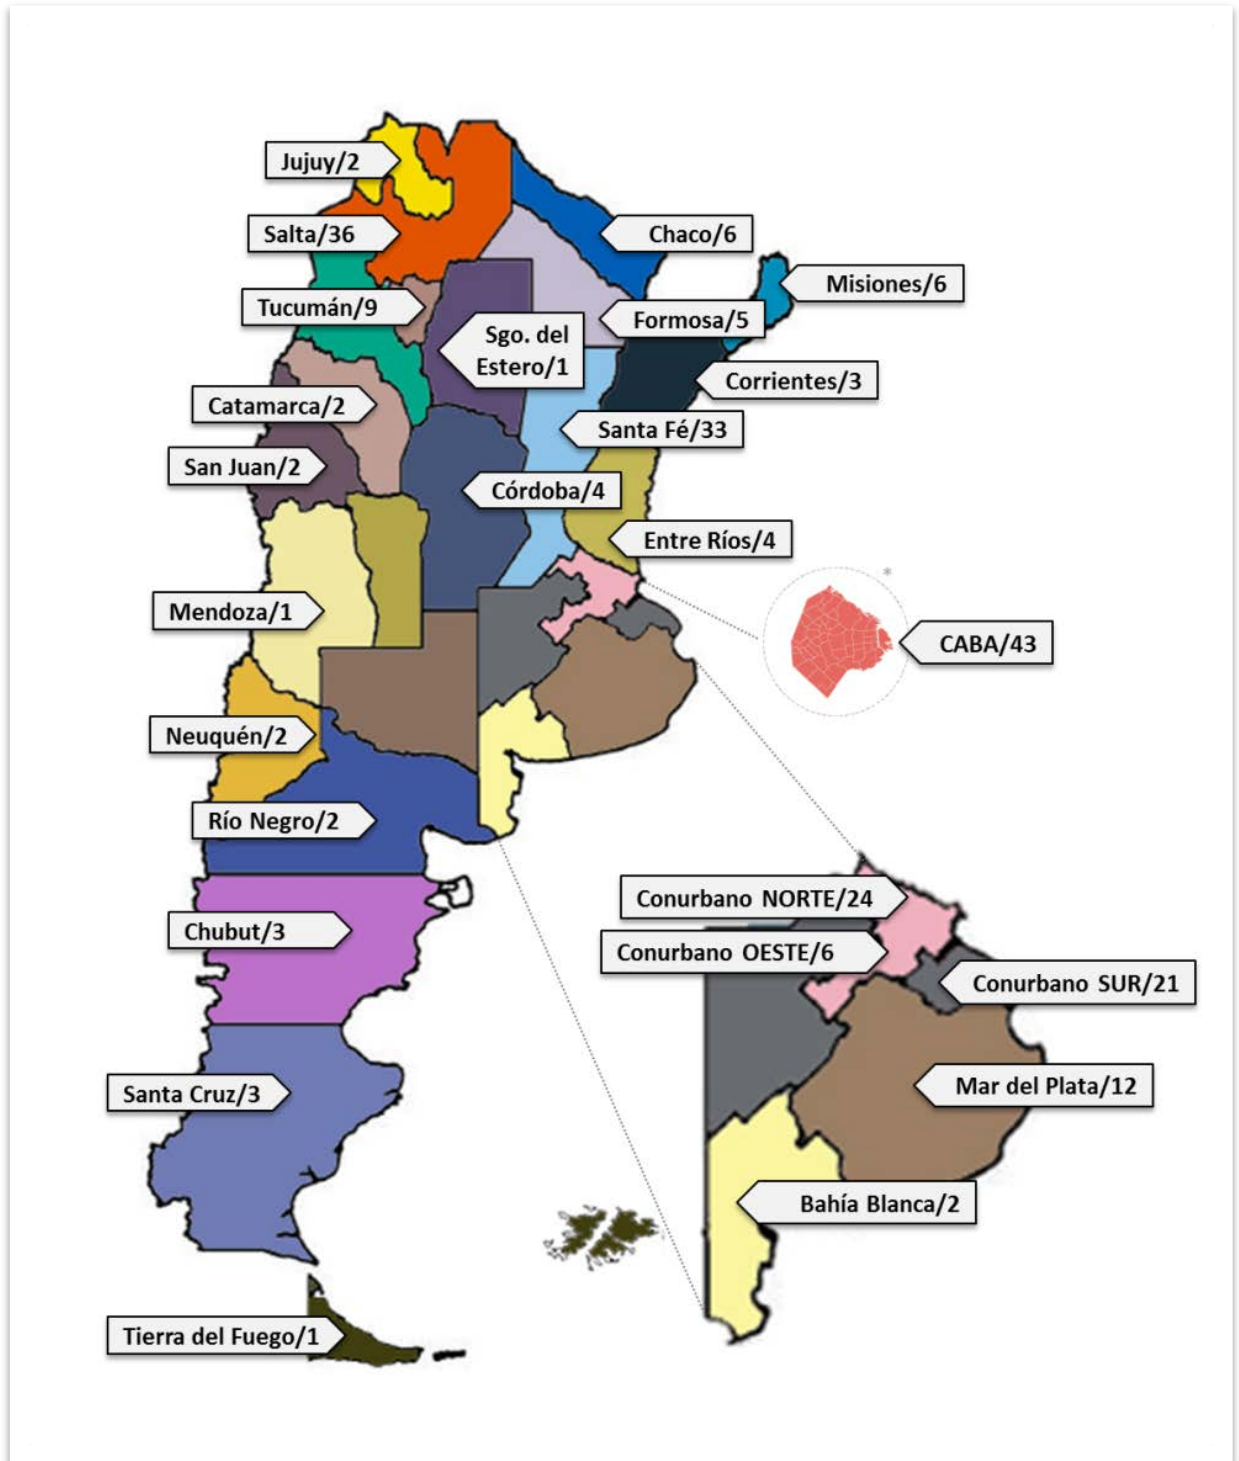 Jujuy/2
Salta/36
Chaco/6
Misiones/6
Tucumán/9
Formosa/5
Sgo. del
Estero/1
Corrientes/3
Catamarca/2
Santa Fé/33
San Juan/2
Córdoba/4
Entre Ríos/4
*
Mendoza/1
CABA/43
Neuquén/2
Río Negro/2
Conurbano NORTE/24
Chubut/3
Conurbano OESTE/6
Conurbano SUR/21
Santa Cruz/3
Mar del Plata/12
Bahía Blanca/2
Tierra del Fuego/1